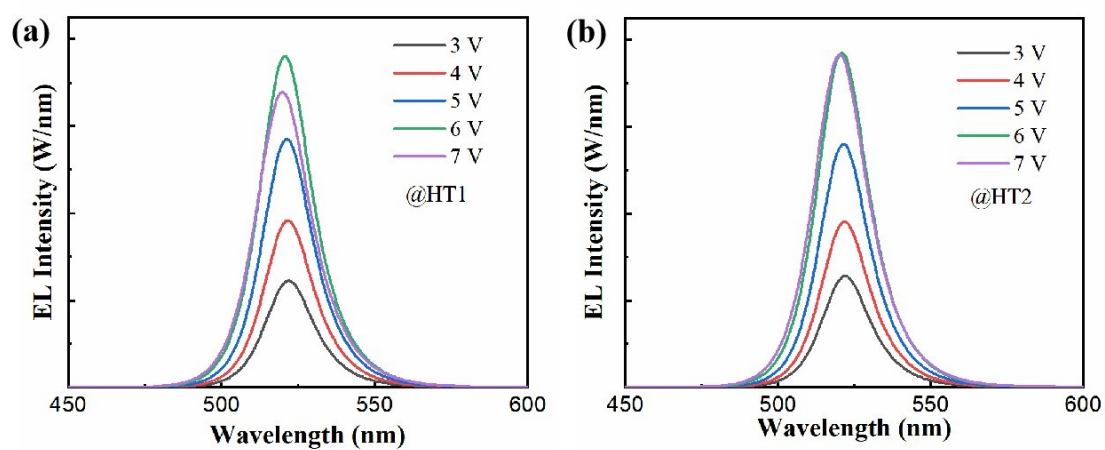 (a)
3 V
4 V
5 V
6 V
7 V
@HT1
EL Intensity (W/nm)
450
500
550
600
Wavelength (nm)
(b)
3 V
4 V
5 V
6 V
7 V
@HT2
EL Intensity (W/nm)
450
500
550
600
Wavelength (nm)